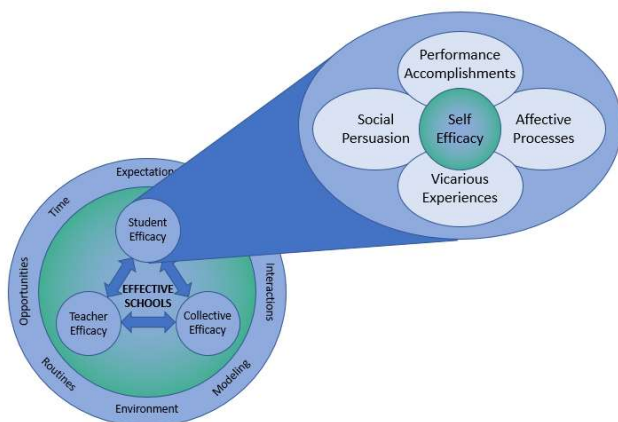 Performance
Accomplishments
Social
Persuasion
Self
Efficacy
Affective
Processes
Vicarious
Experiences
Expectation
Time
Opportunities
Routines
Environment
Modeling
Interactions
Student
Efficacy
EFFECTIVE
SCHOOLS
Teacher
Efficacy
Collective
Efficacy